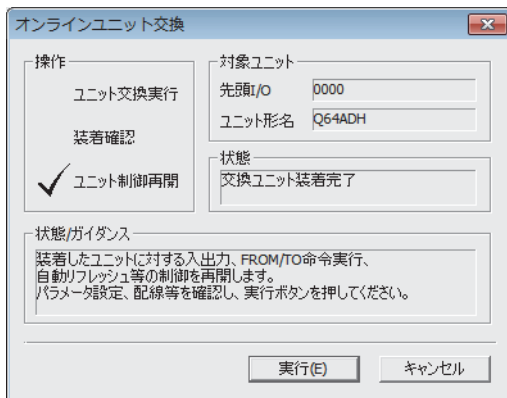 オンラインユニット交換
操作
ユニット交換実行
装着確認
ユニット制御再開
対象ユニット
先頭I/O 0000
ユニット形名 Q64ADH
状態
交換ユニット装着完了
状態/ガイダンス
装着したユニットに対する入出力、FROM/TO命令実行、
自動リフレッシュ等の制御を再開します。
パラメータ設定、配線等を確認し、実行ボタンを押してください。
実行(E) キャンセル